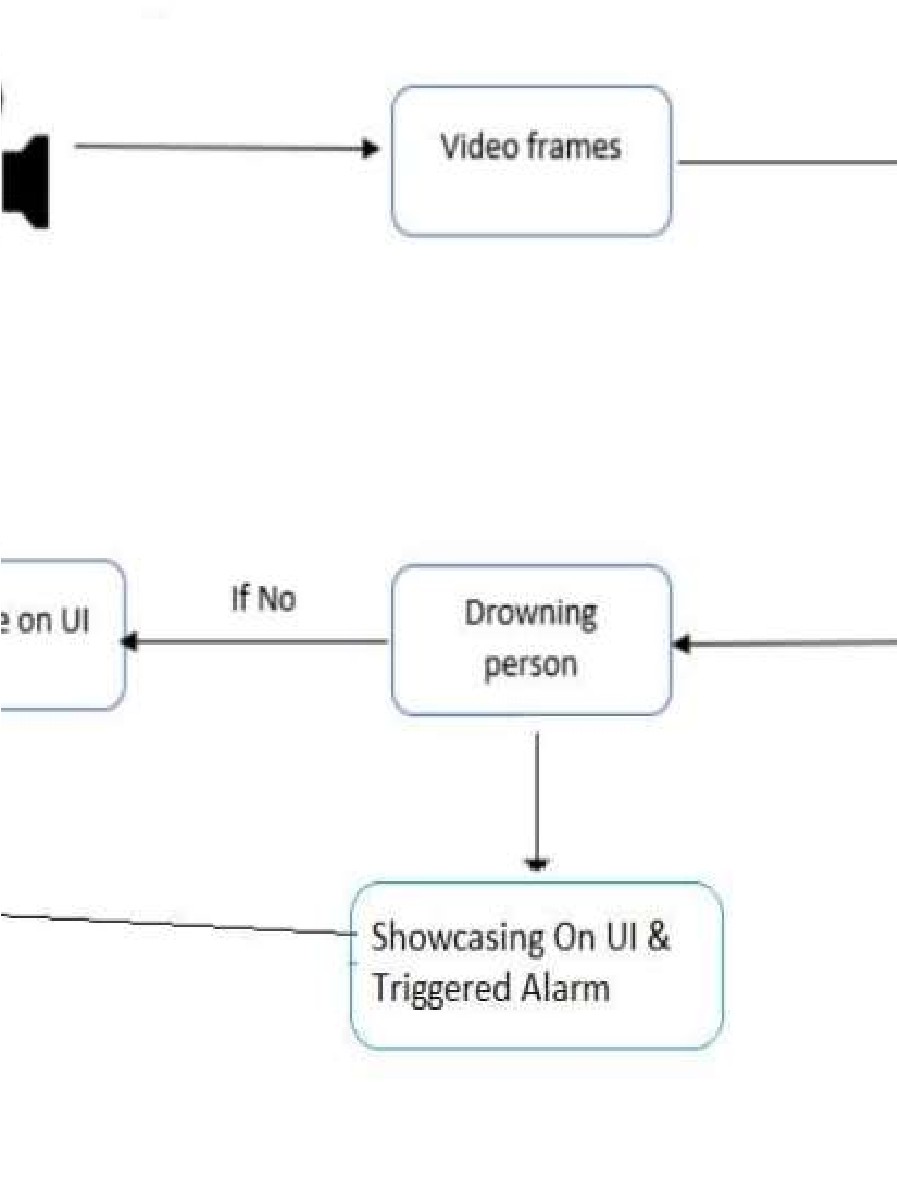 Video frames
on UI
If No
Drowning
person
Showcasing On UI &
Triggered Alarm